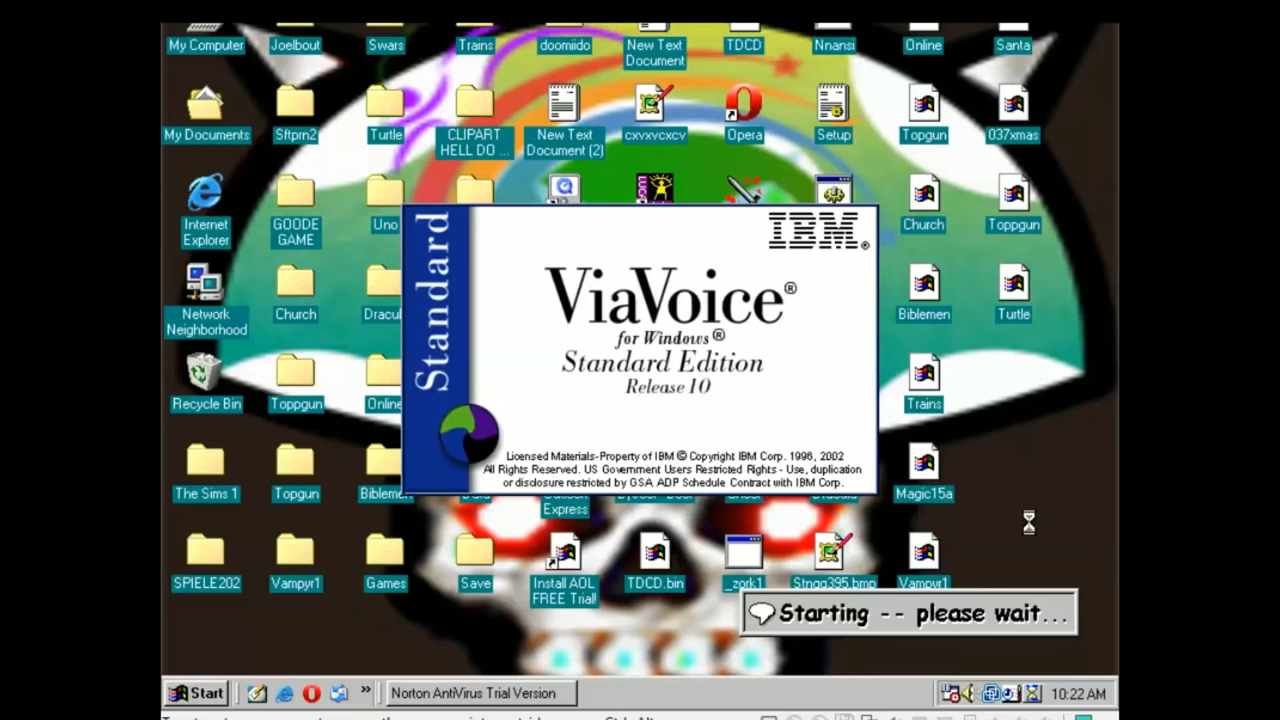 My Computer
Joelbout
Swars
Trains
doomiido
New Text
Document
TDCD
Nnansi
Online
Santa
My Documents
Sftprn2
Turtle
CLIPART
HELL DO ...
New Text
Document (2)
cxvxvcxcv
Opera
Setup
Topgun
037xmas
Internet
Explorer
GOODE
GAME
Uno
Church
Toppgun
Network
Neighborhood
Church
Dracul
Biblemen
Turtle
Recycle Bin
Toppgun
Online
Trains
The Sims 1
Topgun
Biblemen
Express
Magic15a
SPIELE202
Vampyr1
Games
Save
Install AOL
FREE Trial!
TDCD.bin
_zork1
Stngg395.bmp
Vampyr1
Standard
IBM
ViaVoice®
for Windows®
Standard Edition
Release 10
Licensed Materials-Property of IBM © Copyright IBM Corp. 1996, 2002
All Rights Reserved. US Government Users Restricted Rights - Use, duplication
or disclosure restricted by GSA ADP Schedule Contract with IBM Corp.
Starting -- please wait...
Start
»
Norton AntiVirus Trial Version
10:22 AM